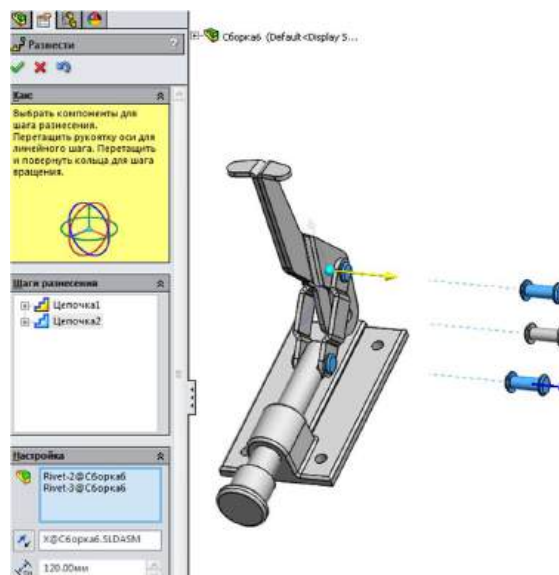 Разнести
?
Сборка6 (Default<Display S...
Как:
Выбрать компоненты для
шага разнесения.
Перетащить рукоятку оси для
линейного шага. Перетащить
и повернуть кольца для шага
вращения.
Шаги разнесения
Цепочка1
Цепочка2
Настройка
Rivet-2@Сборка6
Rivet-3@Сборка6
X@Сборка6.SLDASM
120.00мм